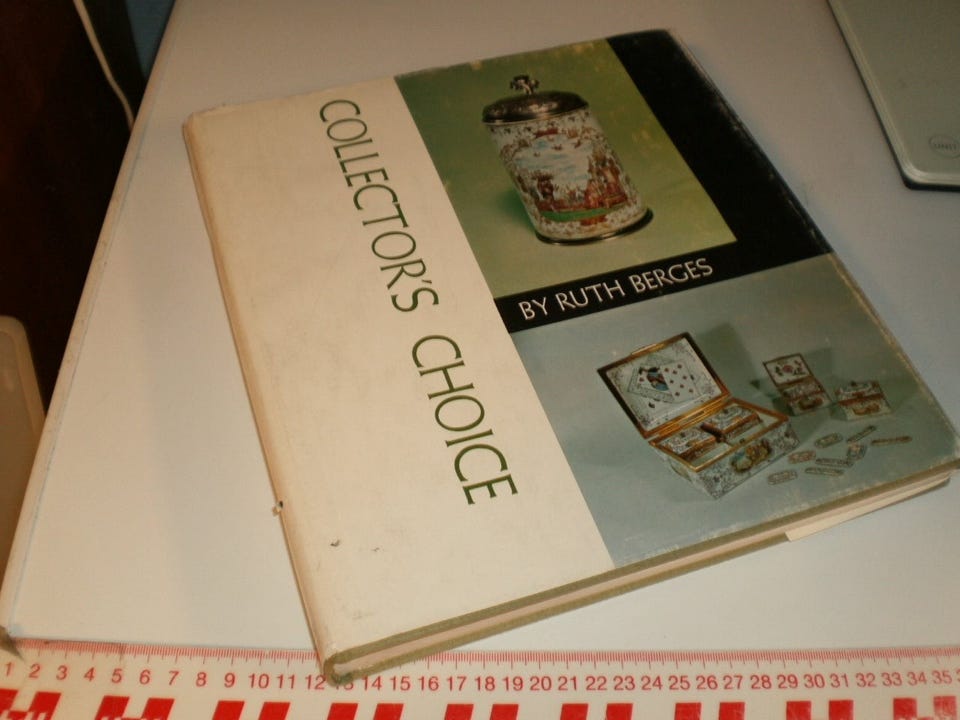 COLLECTOR'S CHOICE
BY RUTH BERGES
1 2 3 4 5 6 7 8 9 10 11 12 14 15 16 17 18 19 20 21 22 23 24 25 26 27 28 29 30 31 32 33 34 35